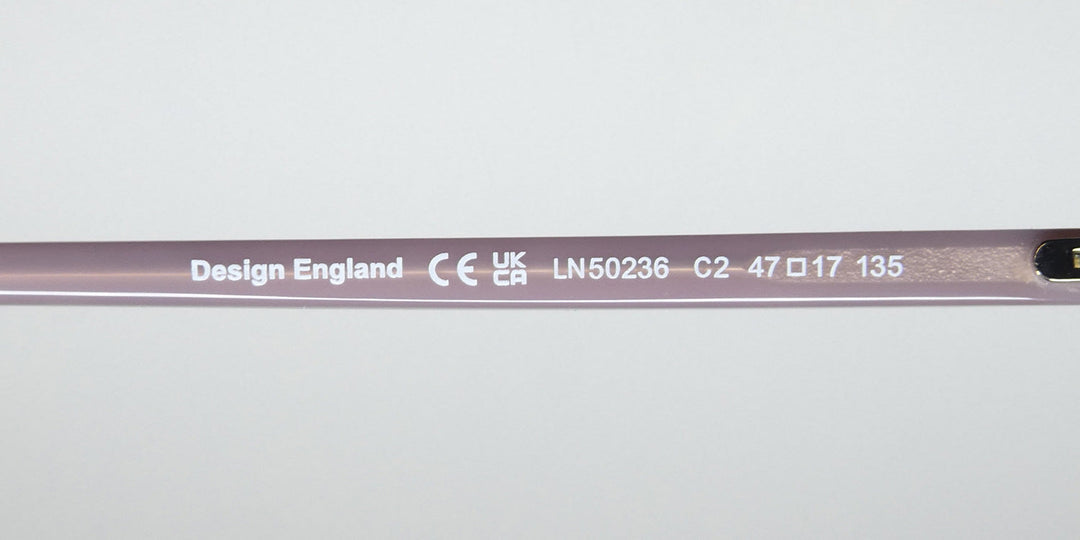 Design England CE UKCA LN50236 C2 47□17 135